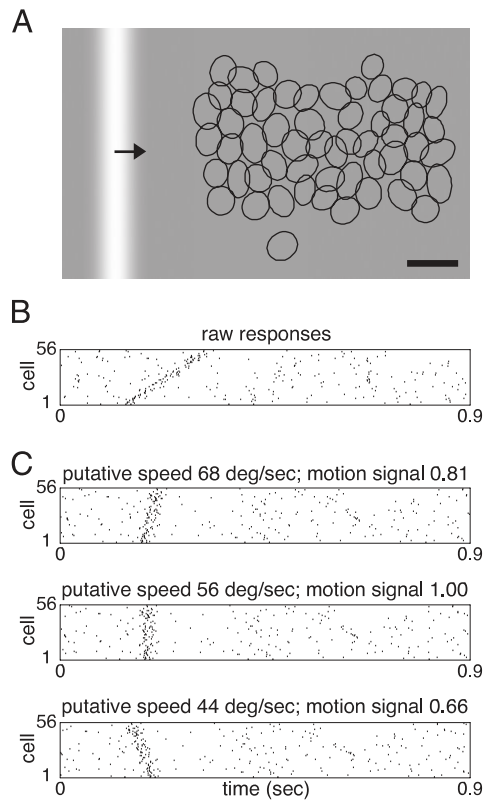 A
B
raw responses
56
cell
1
0
0.9
C
putative speed 68 deg/sec; motion signal 0.81
56
cell
1
0
0.9
putative speed 56 deg/sec; motion signal 1.00
56
cell
1
0
0.9
putative speed 44 deg/sec; motion signal 0.66
56
cell
1
0
time (sec)
0.9